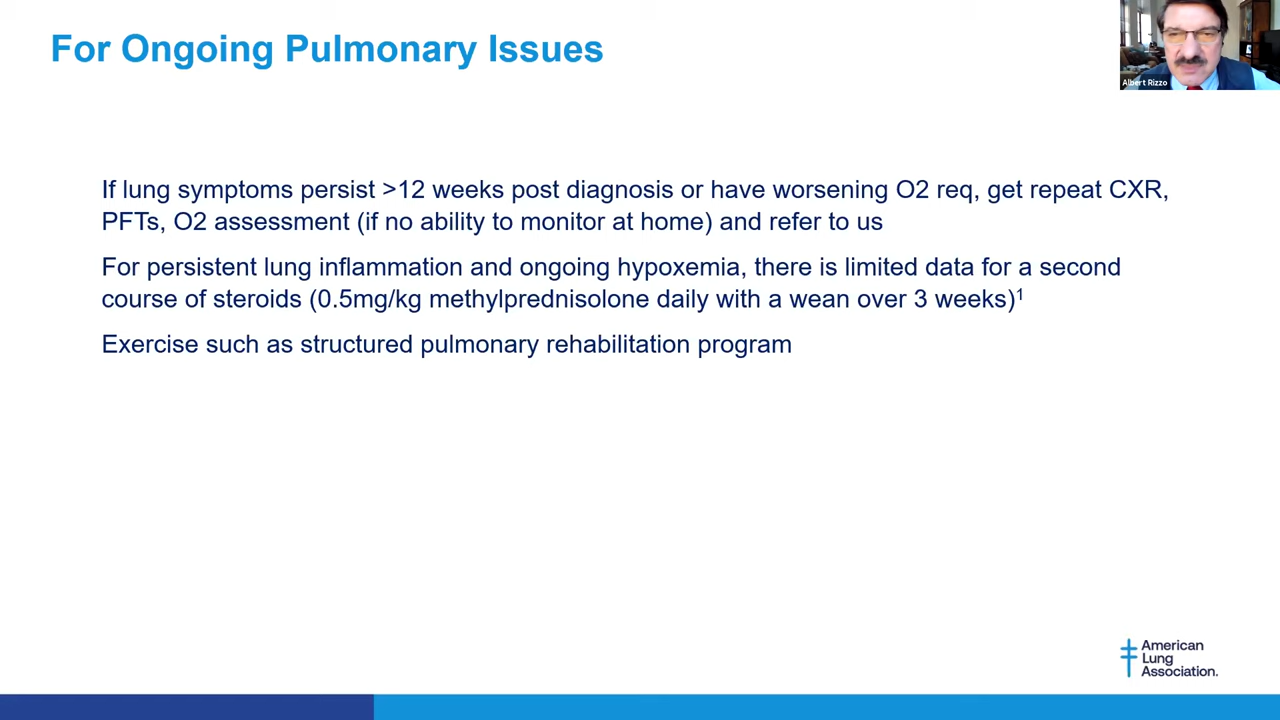 For Ongoing Pulmonary Issues
Albert Rizzo
If lung symptoms persist >12 weeks post diagnosis or have worsening O2 req, get repeat CXR,
PFTs, O2 assessment (if no ability to monitor at home) and refer to us
For persistent lung inflammation and ongoing hypoxemia, there is limited data for a second
course of steroids (0.5mg/kg methylprednisolone daily with a wean over 3 weeks)¹
Exercise such as structured pulmonary rehabilitation program
American
Lung
Association.